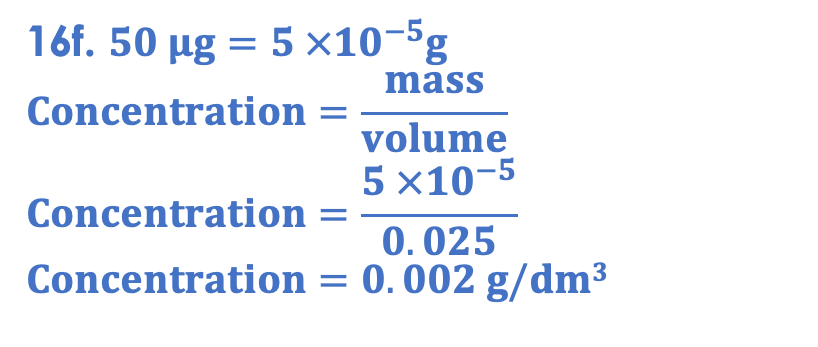 16f. 50 μg = 5 ×10⁻⁵g
Concentration = mass / volume
Concentration = 5 ×10⁻⁵ / 0.025
Concentration = 0.002 g/dm³